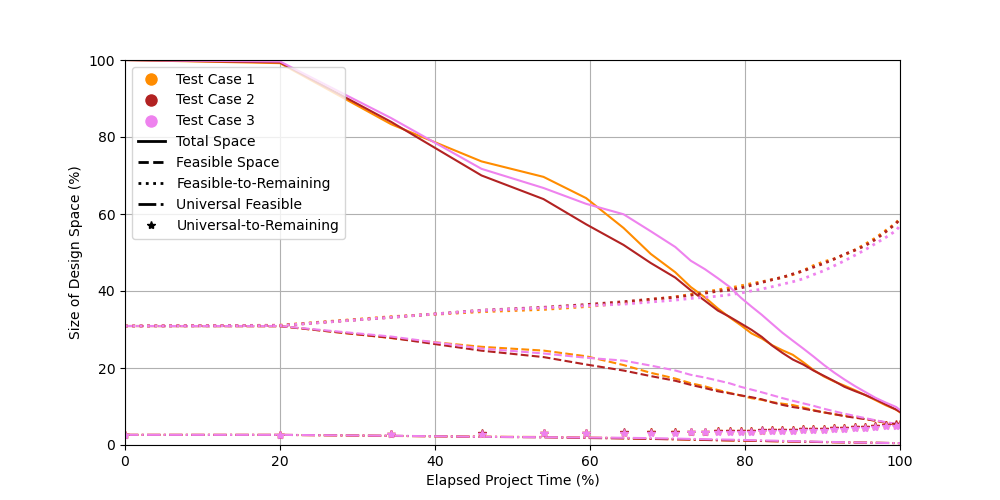 100
80
60
40
20
0
Size of Design Space (%)
Test Case 1
Test Case 2
Test Case 3
Total Space
Feasible Space
Feasible-to-Remaining
Universal Feasible
Universal-to-Remaining
0 20 40 60 80 100
Elapsed Project Time (%)